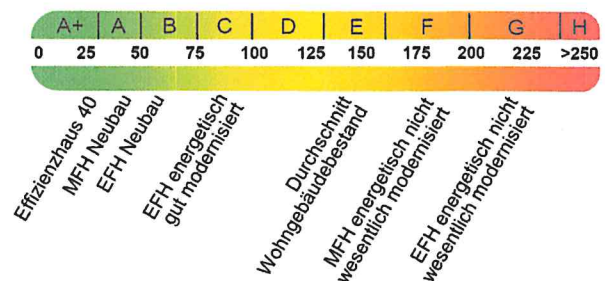 A+ A B C D E F G H
0 25 50 75 100 125 150 175 200 225 >250
Effizienzhaus 40
MFH Neubau
EFH Neubau
EFH energetisch
gut modernisiert
Durchschnitt
Wohngebäudebestand
MFH energetisch nicht
wesentlich modernisiert
EFH energetisch nicht
wesentlich modernisiert